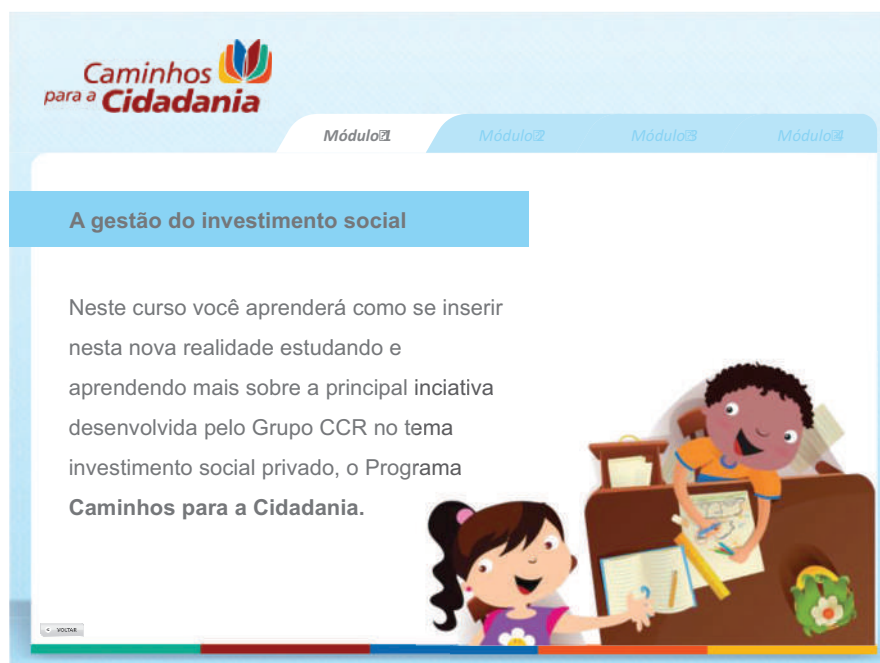 Caminhos
para a Cidadania
Módulo 1
Módulo 2
Módulo 3
Módulo 4
A gestão do investimento social
Neste curso você aprenderá como se inserir
nesta nova realidade estudando e
aprendendo mais sobre a principal inciativa
desenvolvida pelo Grupo CCR no tema
investimento social privado, o Programa
Caminhos para a Cidadania.
< VOLTAR